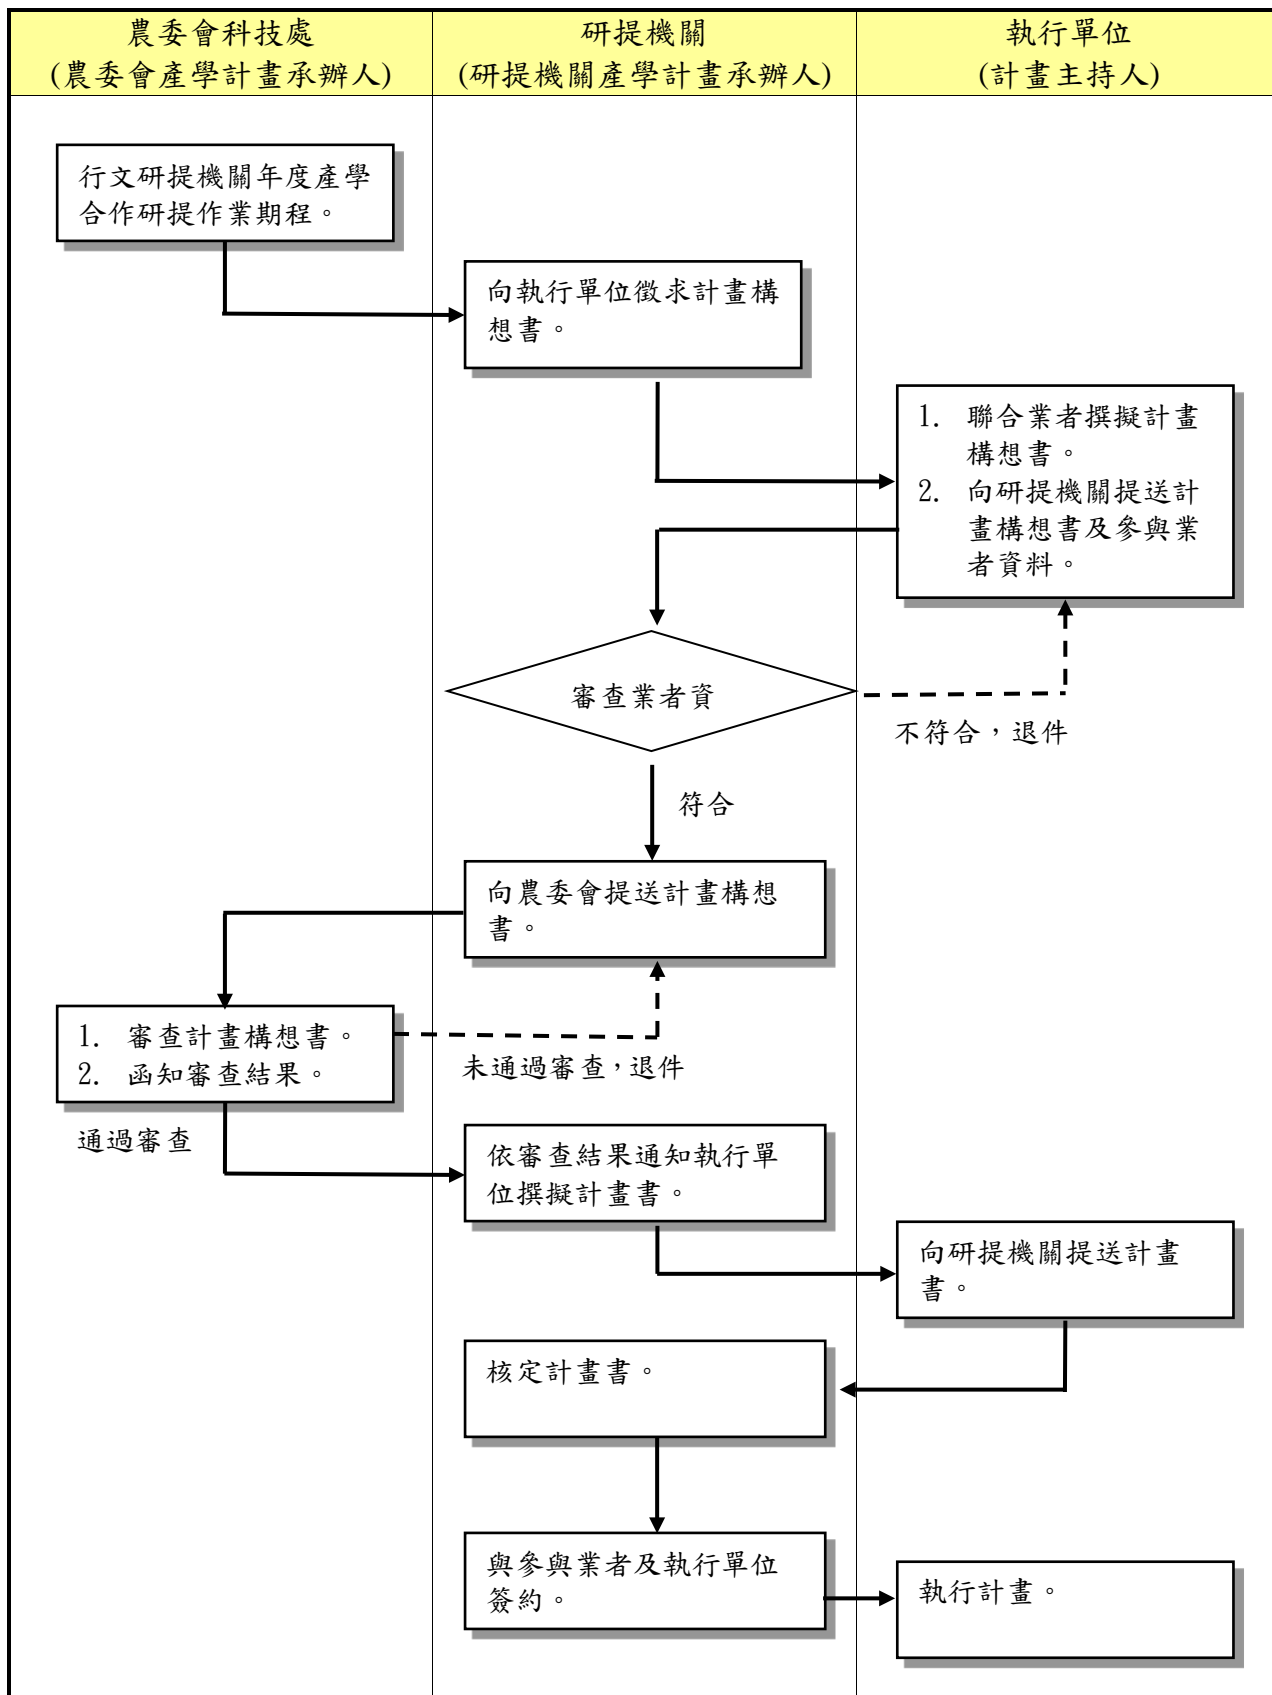 農委會科技處
(農委會產學計畫承辦人)
研提機關
(研提機關產學計畫承辦人)
執行單位
(計畫主持人)
行文研提機關年度產學
合作研提作業期程。
向執行單位徵求計畫構
想書。
1. 聯合業者撰擬計畫
構想書。
2. 向研提機關提送計
畫構想書及參與業
者資料。
審查業者資
不符合，退件
符合
向農委會提送計畫構想
書。
1. 審查計畫構想書。
2. 函知審查結果。
未通過審查，退件
通過審查
依審查結果通知執行單
位撰擬計畫書。
向研提機關提送計畫
書。
核定計畫書。
與參與業者及執行單位
簽約。
執行計畫。